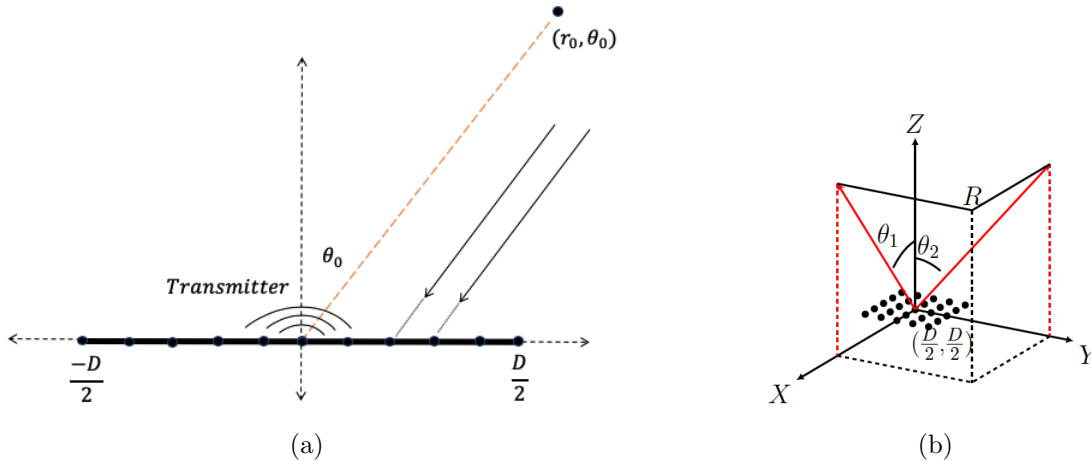 (r₀, θ₀)
θ₀
Transmitter
-D/2
D/2
(a)
Z
R
θ₁
θ₂
(D/2, D/2)
X
Y
(b)